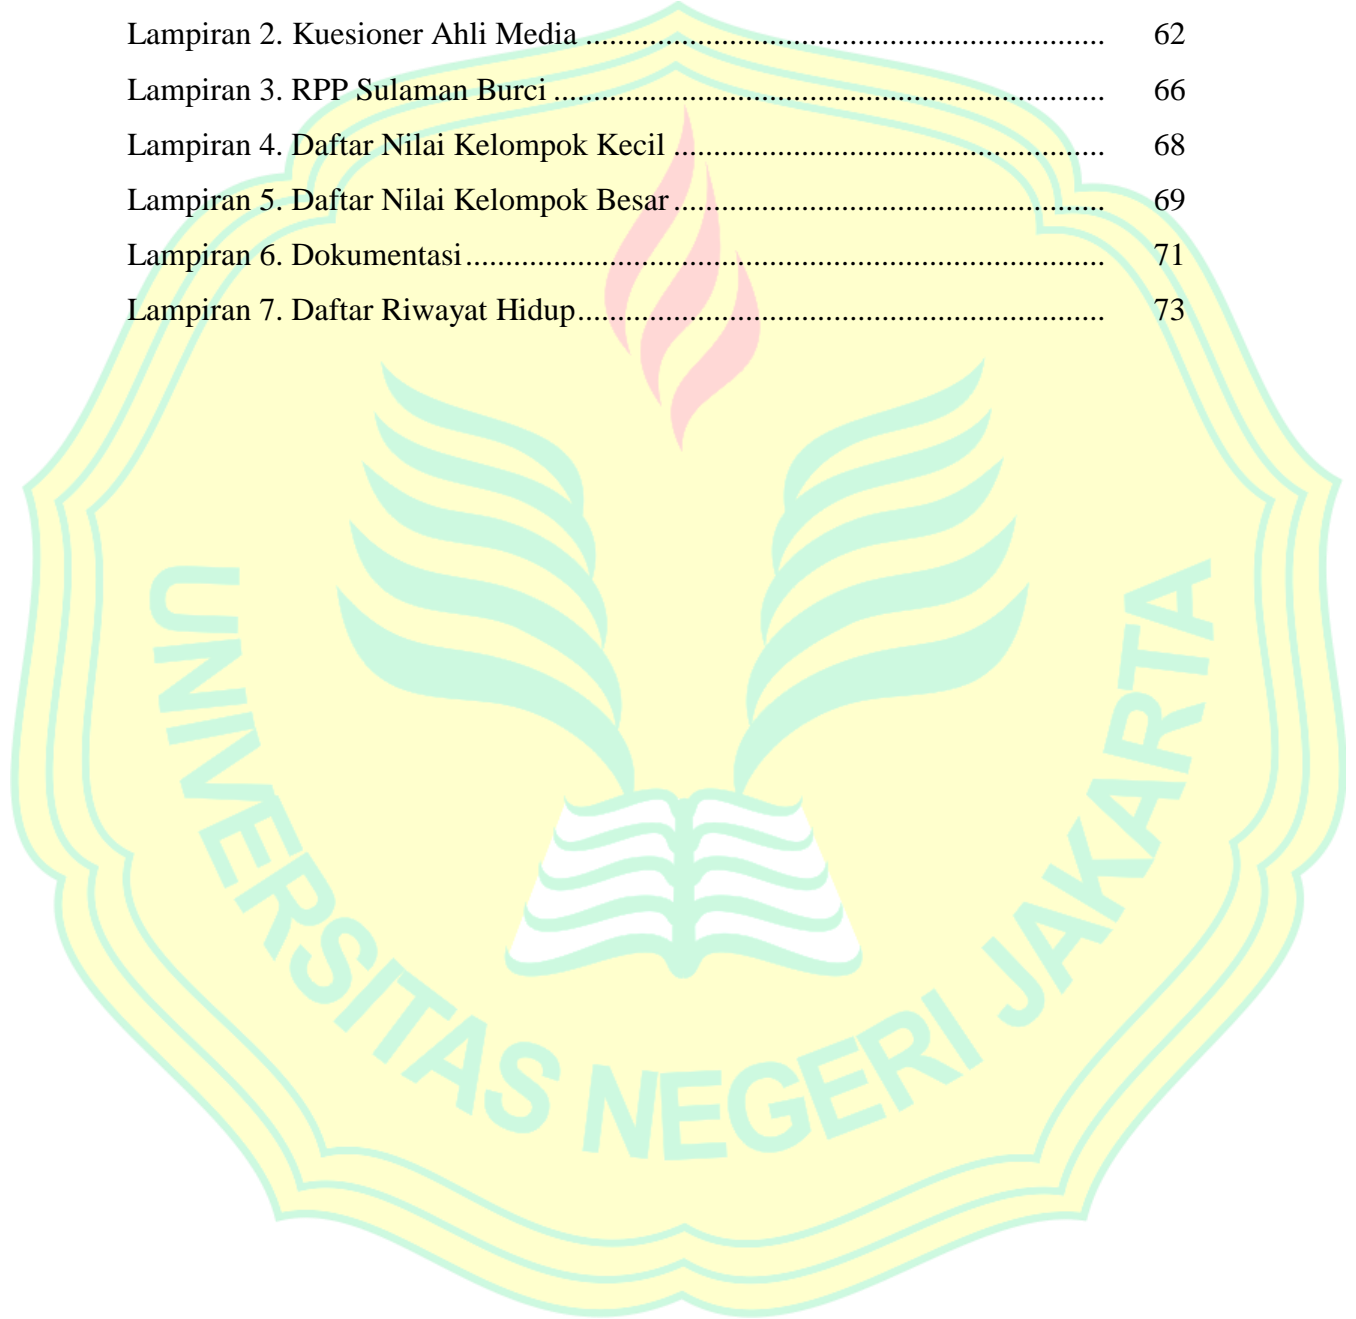 Lampiran 2. Kuesioner Ahli Media ................................................................. 62
Lampiran 3. RPP Sulaman Burci ..................................................................... 66
Lampiran 4. Daftar Nilai Kelompok Kecil ...................................................... 68
Lampiran 5. Daftar Nilai Kelompok Besar ...................................................... 69
Lampiran 6. Dokumentasi ................................................................................ 71
Lampiran 7. Daftar Riwayat Hidup .................................................................. 73
UNIVERSITAS NEGERI JAKARTA